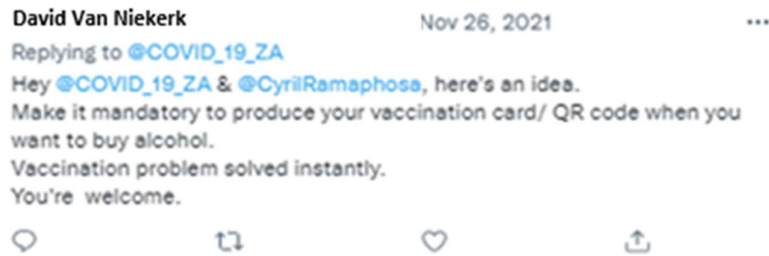 David Van Niekerk Nov 26, 2021 ...
Replying to @COVID_19_ZA
Hey @COVID_19_ZA & @CyrilRamaphosa, here's an idea.
Make it mandatory to produce your vaccination card/ QR code when you
want to buy alcohol.
Vaccination problem solved instantly.
You're  welcome.